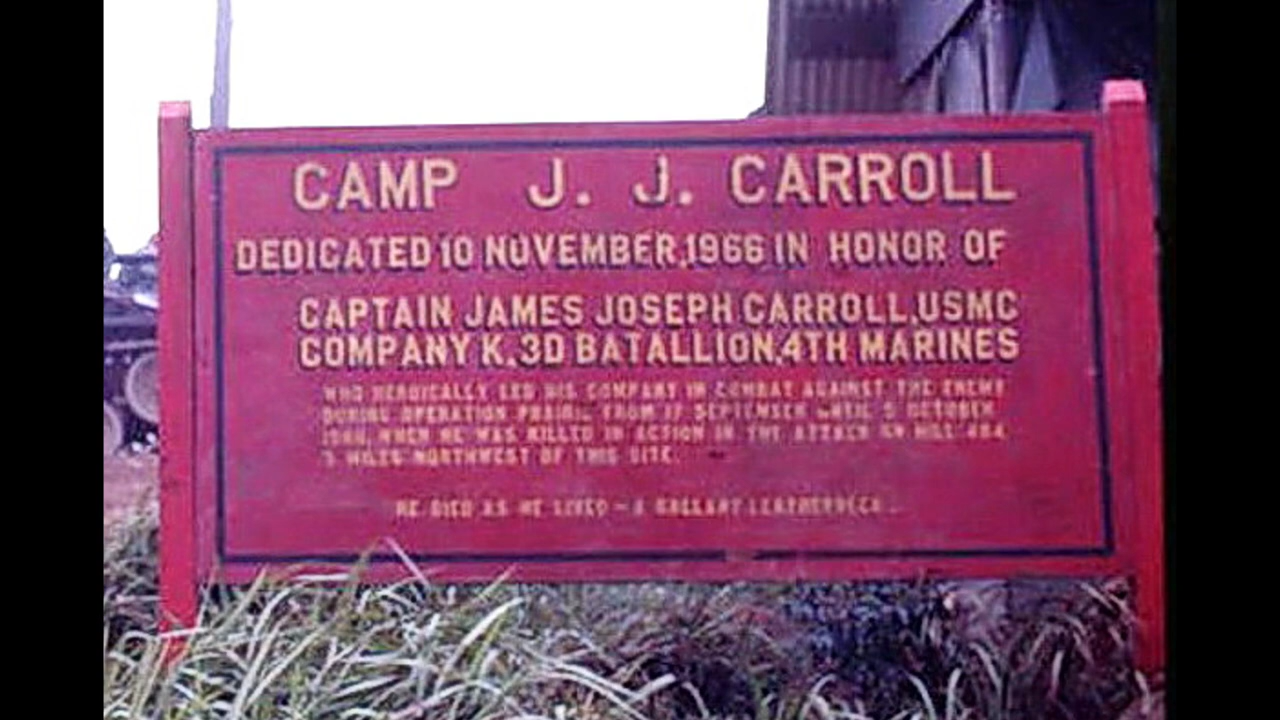 CAMP J. J. CARROLL
DEDICATED 10 NOVEMBER, 1966 IN HONOR OF
CAPTAIN JAMES JOSEPH CARROLL, USMC
COMPANY K, 3D BATALLION, 4TH MARINES
WHO HEROICALLY LED HIS COMPANY IN COMBAT AGAINST THE ENEMY
DURING OPERATION PRAIRIE FROM 17 SEPTEMBER UNTIL 5 OCTOBER
1966, WHEN HE WAS KILLED IN ACTION IN THE ATTACK ON HILL 484
MILES NORTHWEST OF THIS SITE.
HE DIED AS HE LIVED - A GALLANT LEATHERNECK